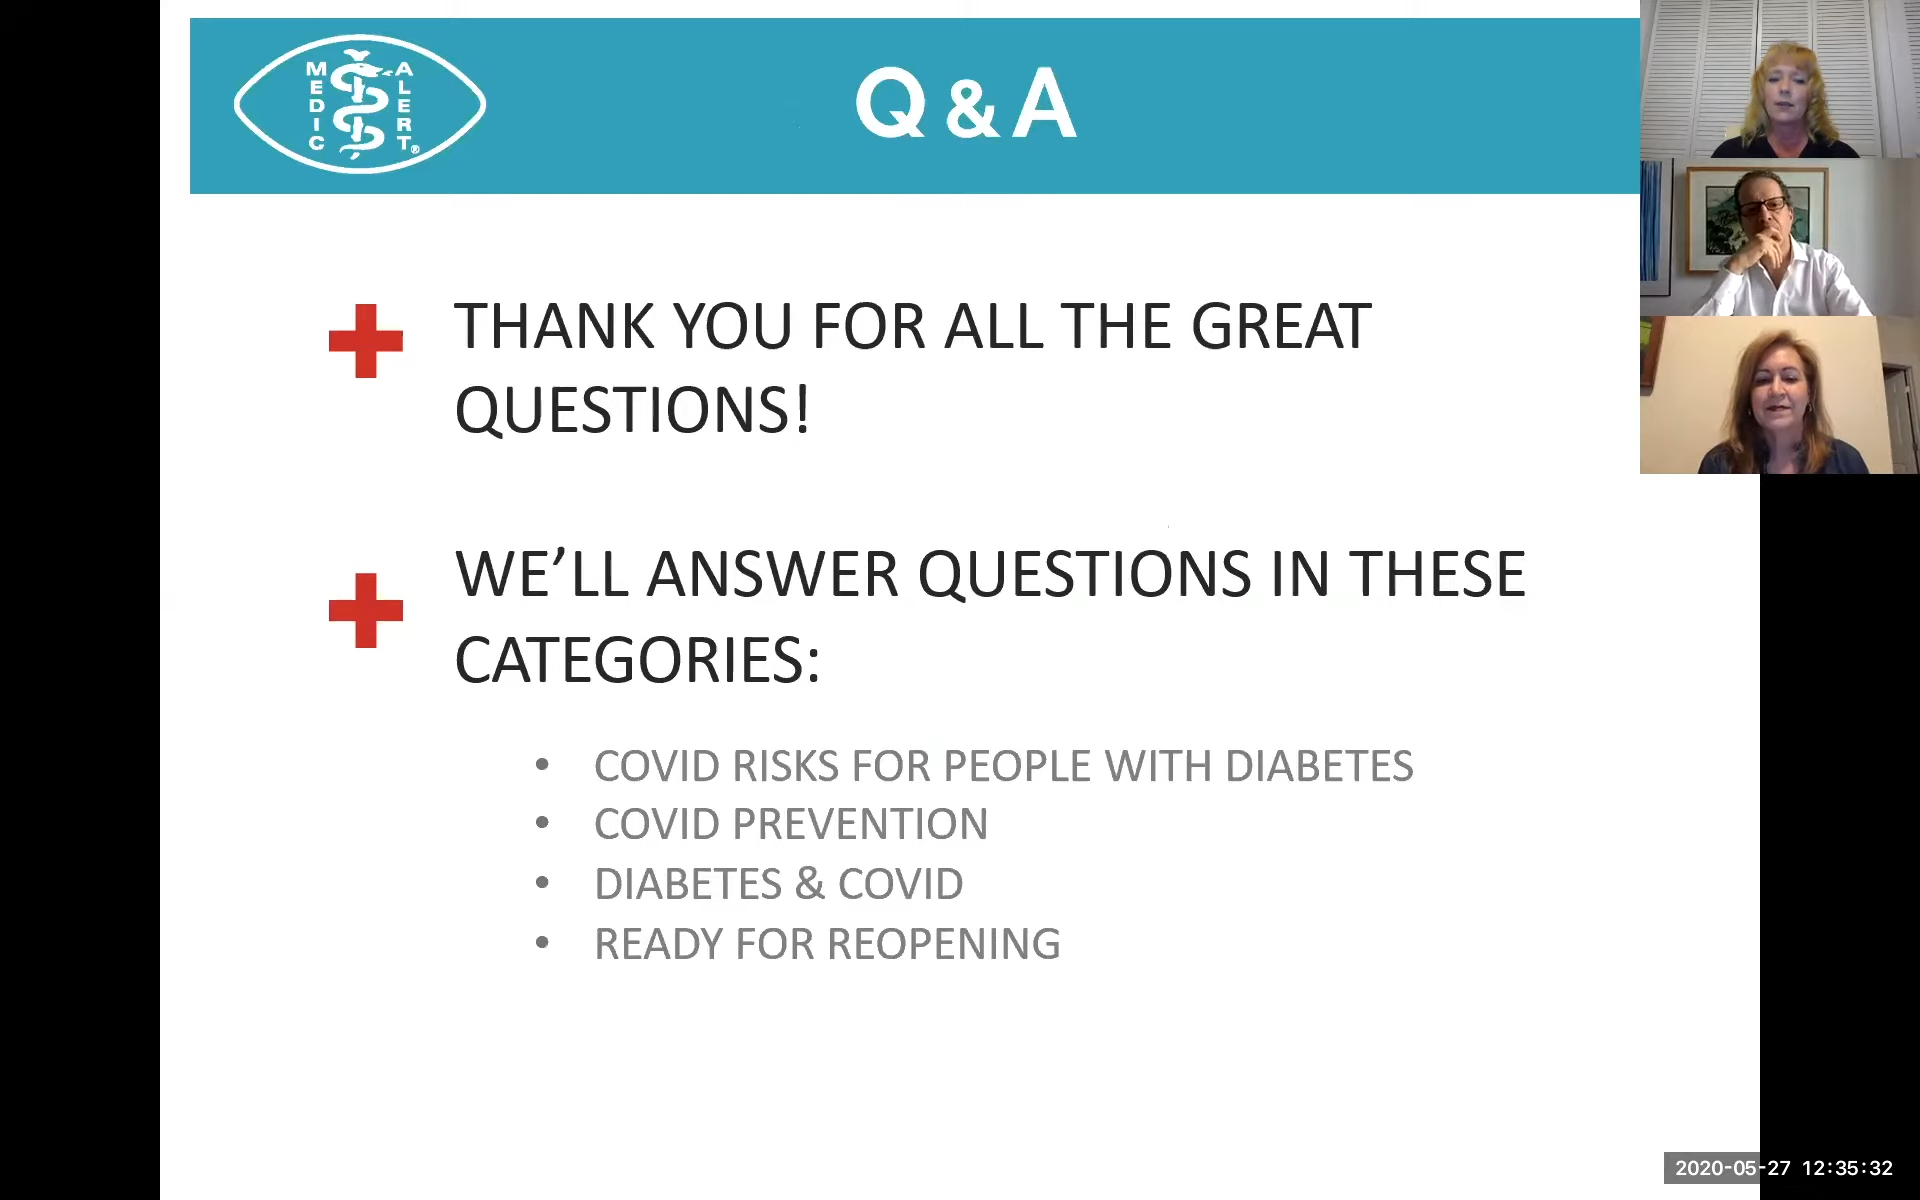 MEDIC ALERT®
Q & A
THANK YOU FOR ALL THE GREAT
QUESTIONS!
WE’LL ANSWER QUESTIONS IN THESE
CATEGORIES:
• COVID RISKS FOR PEOPLE WITH DIABETES
• COVID PREVENTION
• DIABETES & COVID
• READY FOR REOPENING
2020-05-27 12:35:32